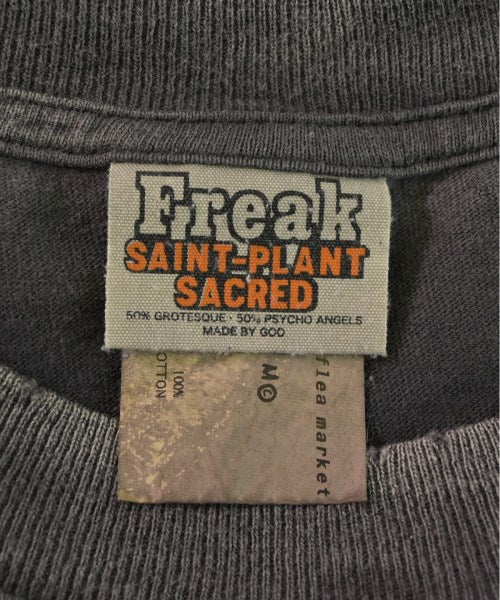 Freak
SAINT-PLANT
SACRED
50% GROTESQUE · 50% PSYCHO ANGELS
MADE BY GOD
flea market
M©
100%
COTTON